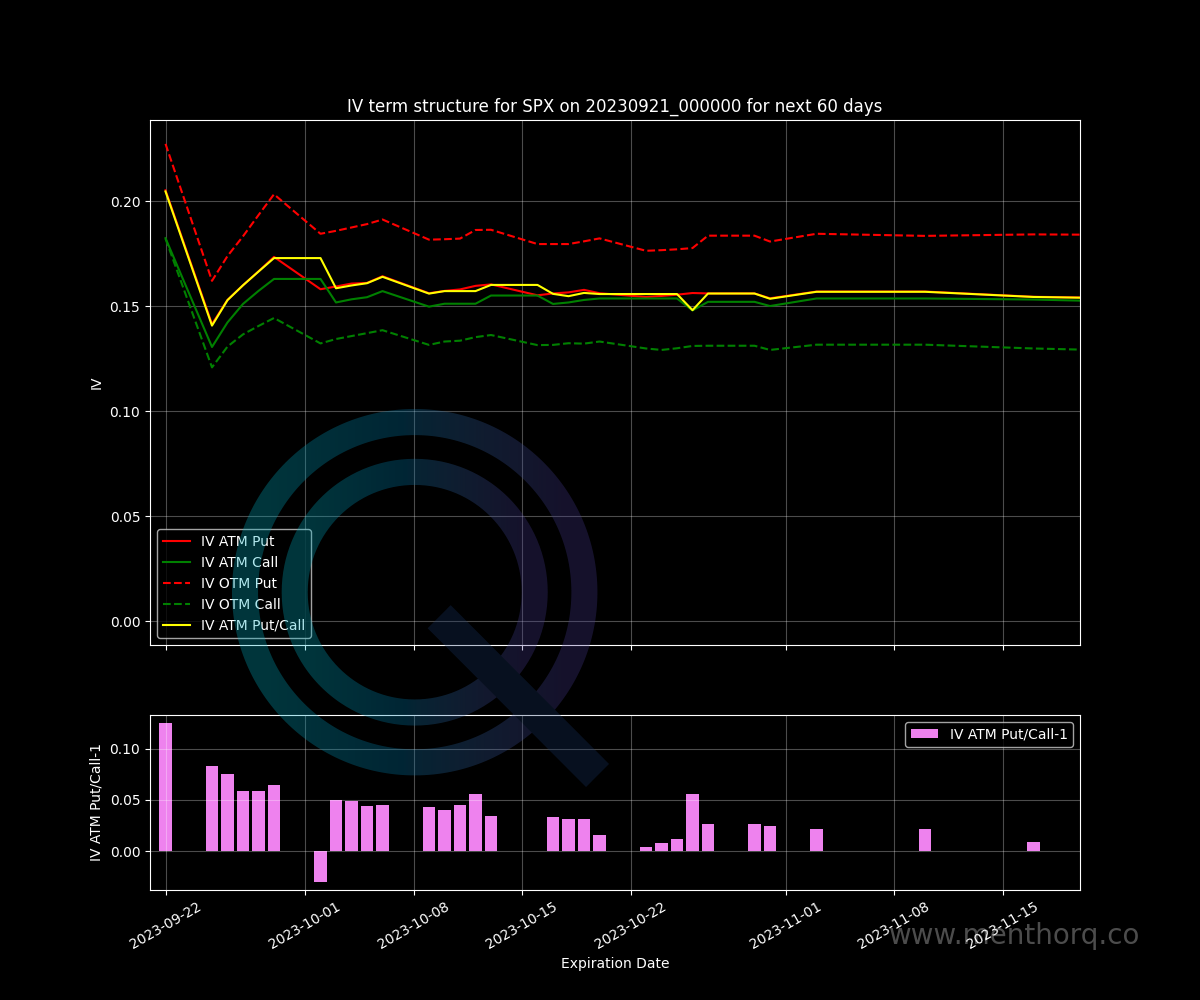 IV term structure for SPX on 20230921_000000 for next 60 days
0.20
0.15
0.10
0.05
0.00
IV
IV ATM Put
IV ATM Call
IV OTM Put
IV OTM Call
IV ATM Put/Call
0.10
0.05
0.00
IV ATM Put/Call-1
IV ATM Put/Call-1
2023-09-22
2023-10-01
2023-10-08
2023-10-15
2023-10-22
2023-11-01
2023-11-08
2023-11-15
Expiration Date
www.menthorq.co